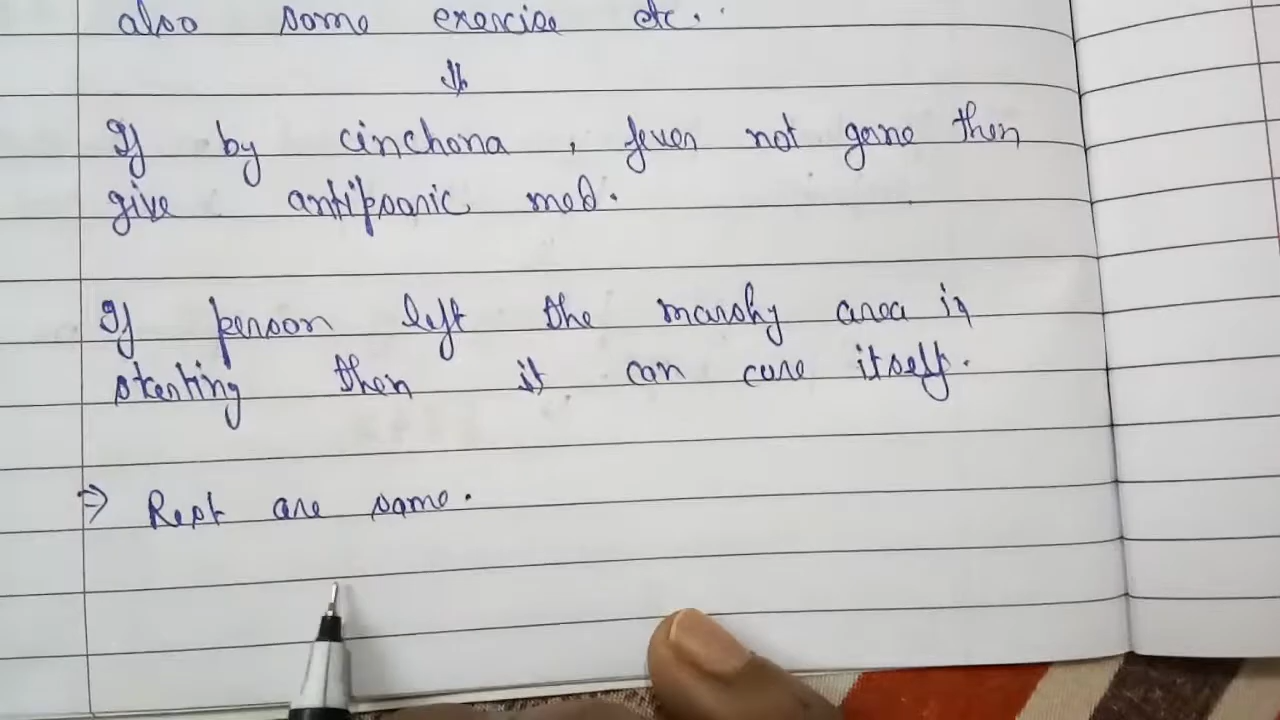 also some exercise etc.
⇓
If by cinchona, fever not gone then
give antipsoric med.
If person left the marshy area in
starting then it can cure itself.
⇒ Rest are same.